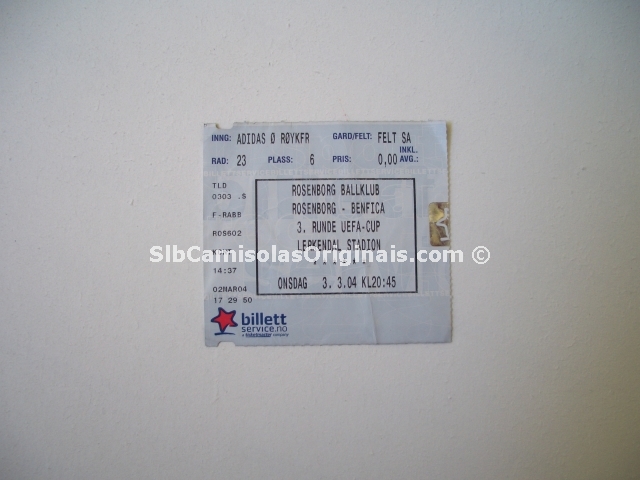 INNG: ADIDAS Ø RØYKFR GARD/FELT: FELT SA
RAD: 23 PLASS: 6 PRIS: 0,00 INKL. AVG.:
TLD
0303 .S
F-RABB
ROS602
14:37
02MAR04
17 29 50
ROSENBORG BALLKLUB
ROSENBORG - BENFICA
3. RUNDE UEFA-CUP
LERKENDAL STADION
ONSDAG 3. 3.04 KL20:45
SlbCamisolasOriginais.com ©
billett
service.no
a ticketmaster company